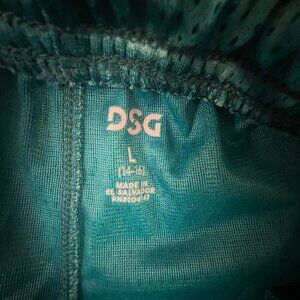 DSG
L
(14-16)
MADE IN
EL SALVADOR